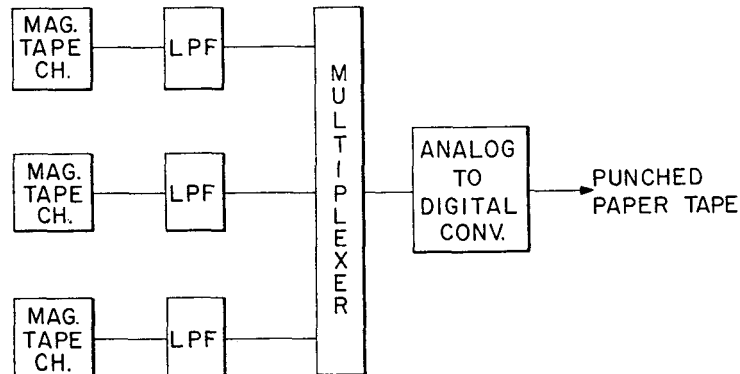 MAG.
TAPE
CH.
LPF
MAG.
TAPE
CH.
LPF
MAG.
TAPE
CH.
LPF
MULTIPLEXER
ANALOG
TO
DIGITAL
CONV.
PUNCHED
PAPER TAPE